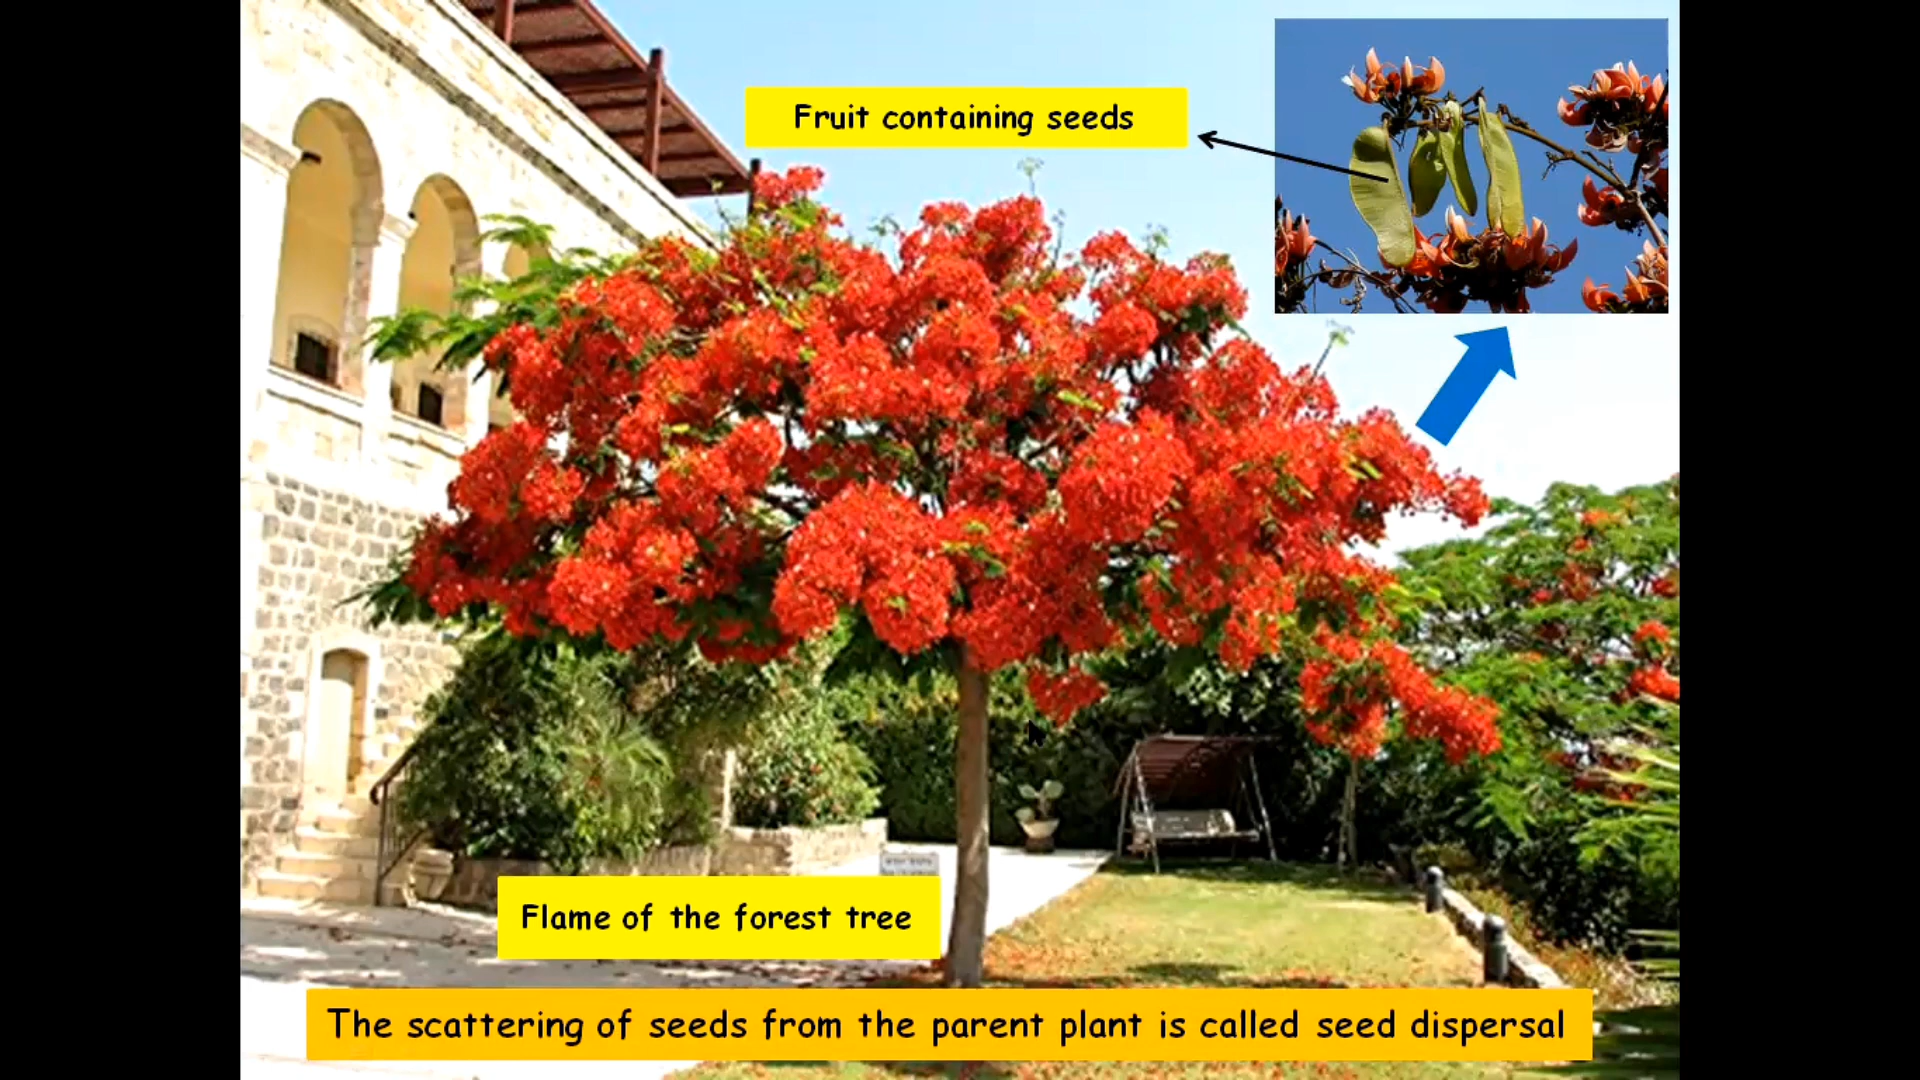 Fruit containing seeds
Flame of the forest tree
The scattering of seeds from the parent plant is called seed dispersal